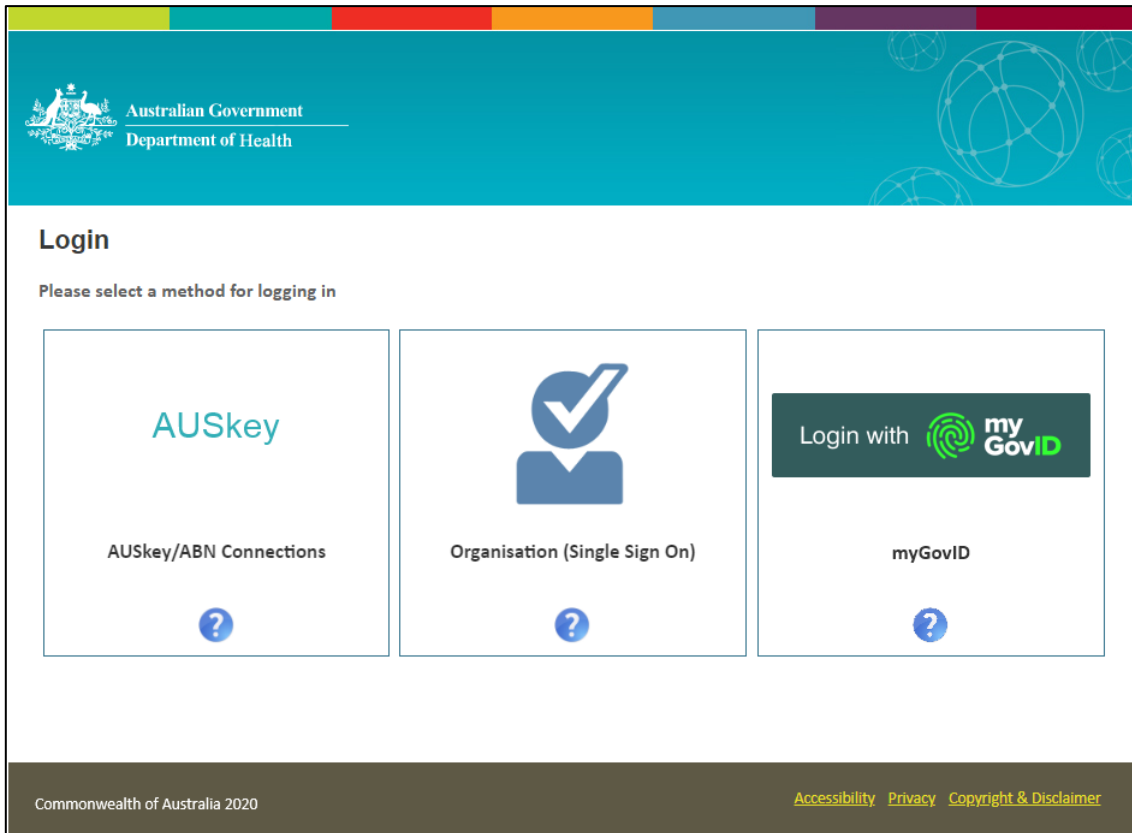 Australian Government
Department of Health
Login
Please select a method for logging in
AUSkey
Login with my GovID
AUSkey/ABN Connections
Organisation (Single Sign On)
myGovID
? ? ?
Commonwealth of Australia 2020
Accessibility Privacy Copyright & Disclaimer